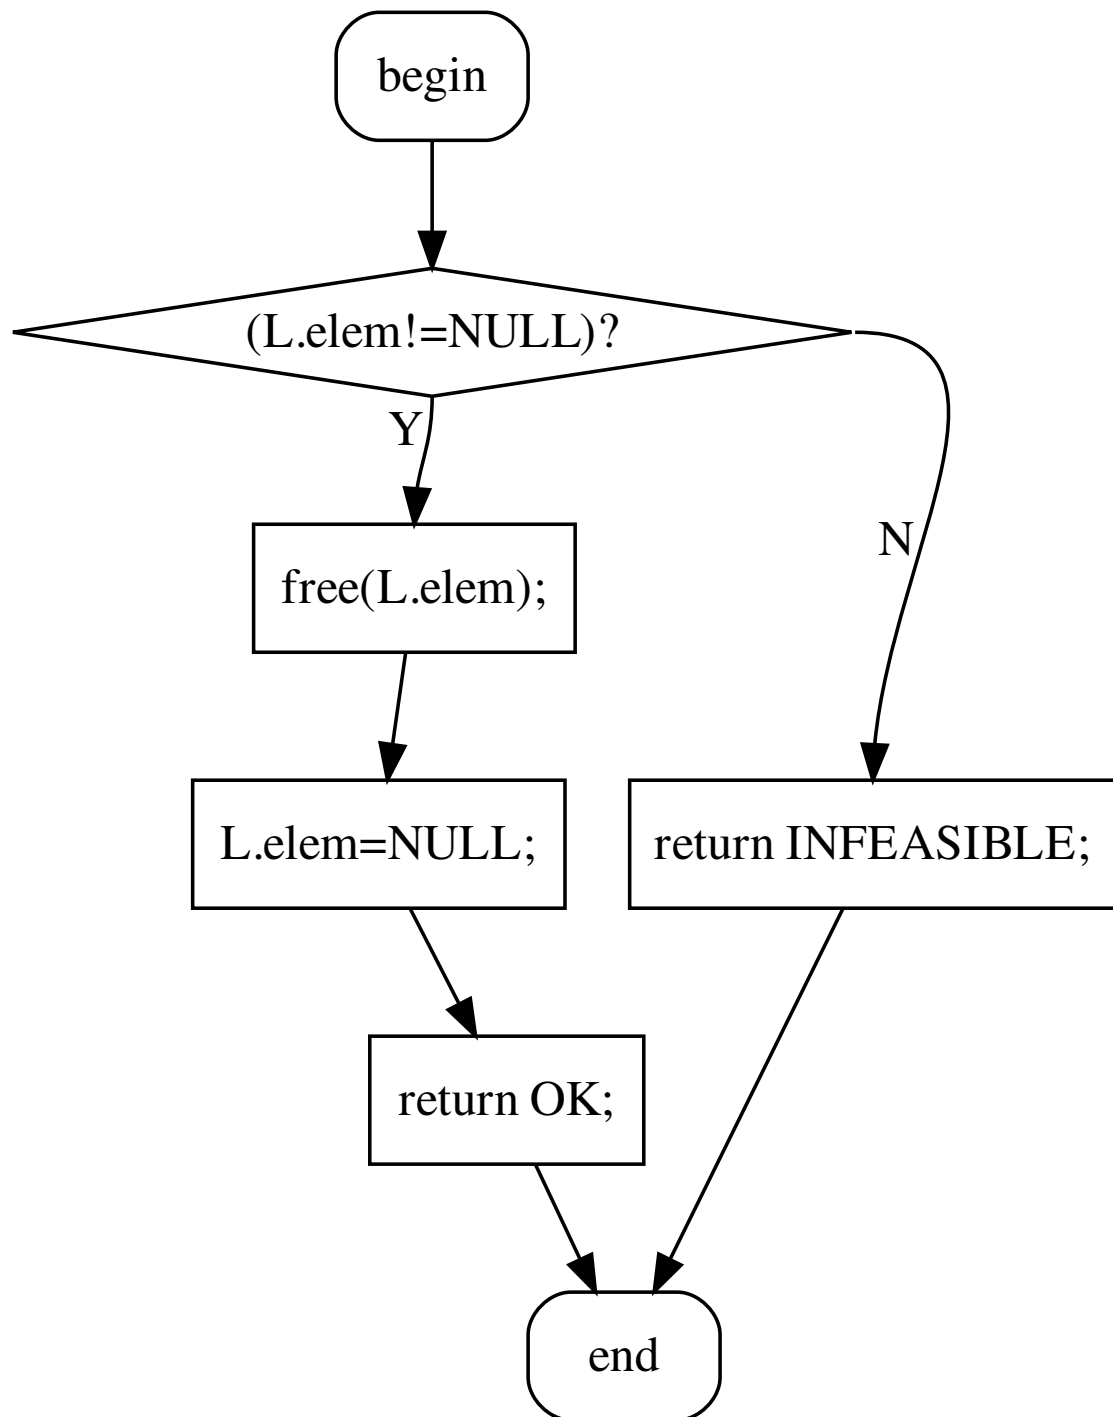 begin
(L.elem!=NULL)?
Y
N
free(L.elem);
L.elem=NULL;
return INFEASIBLE;
return OK;
end